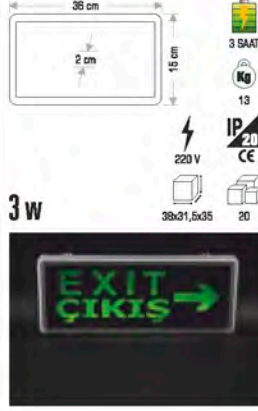 36 cm
2 cm
15 cm
3 SAAT
Kg
13
220 V
IP
20
CE
3 W
38x31,5x35
20
EXIT
ÇIKIŞ